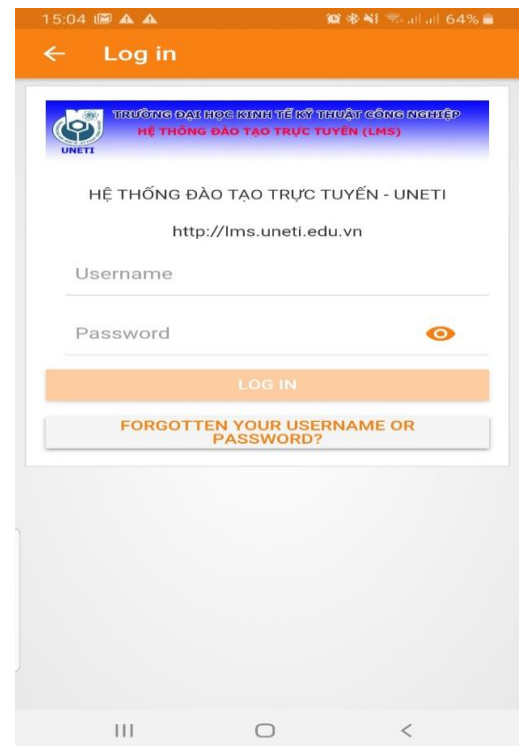 15:04 64%
Log in
TRƯỜNG ĐẠI HỌC KINH TẾ KỸ THUẬT CÔNG NGHIỆP
HỆ THỐNG ĐÀO TẠO TRỰC TUYẾN (LMS)
UNETI
HỆ THỐNG ĐÀO TẠO TRỰC TUYẾN - UNETI
http://lms.uneti.edu.vn
Username
Password
LOG IN
FORGOTTEN YOUR USERNAME OR
PASSWORD?